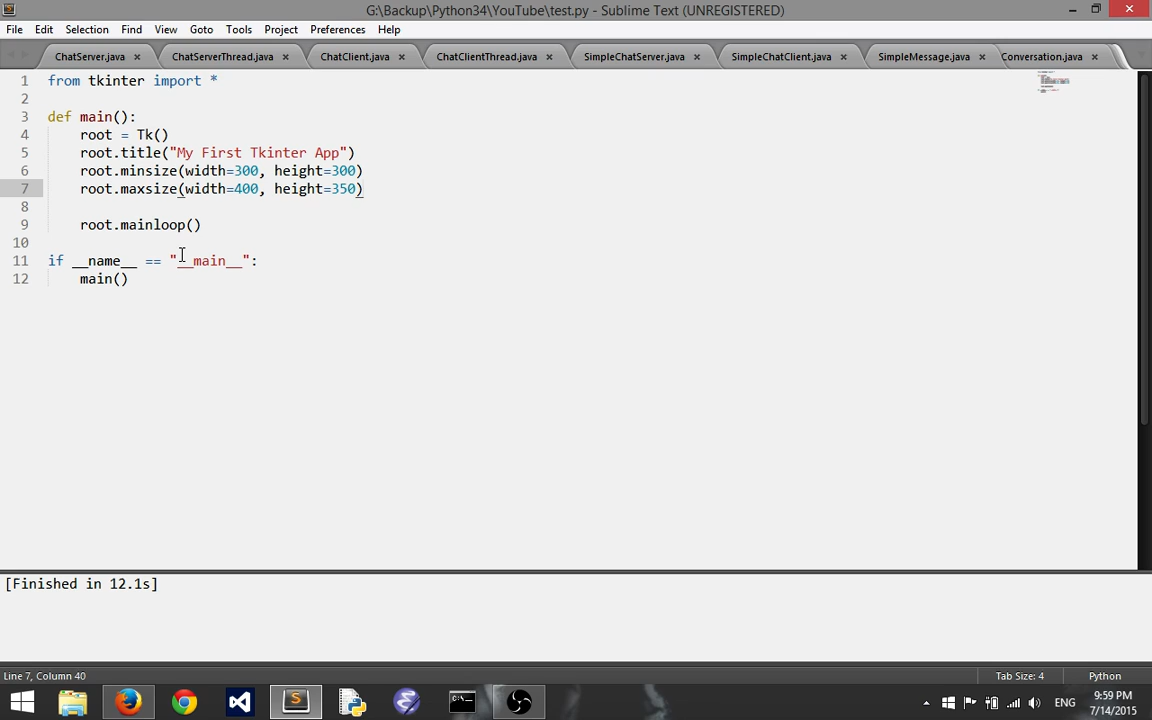 G:\Backup\Python34\YouTube\test.py - Sublime Text (UNREGISTERED)
File Edit Selection Find View Goto Tools Project Preferences Help
ChatServer.java ChatServerThread.java ChatClient.java ChatClientThread.java SimpleChatServer.java SimpleChatClient.java SimpleMessage.java Conversation.java
1 from tkinter import *
2
3 def main():
4 root = Tk()
5 root.title("My First Tkinter App")
6 root.minsize(width=300, height=300)
7 root.maxsize(width=400, height=350)
8
9 root.mainloop()
10
11 if __name__ == "__main__":
12 main()
[Finished in 12.1s]
Line 7, Column 40 Tab Size: 4 Python
ENG 9:59 PM
7/14/2015